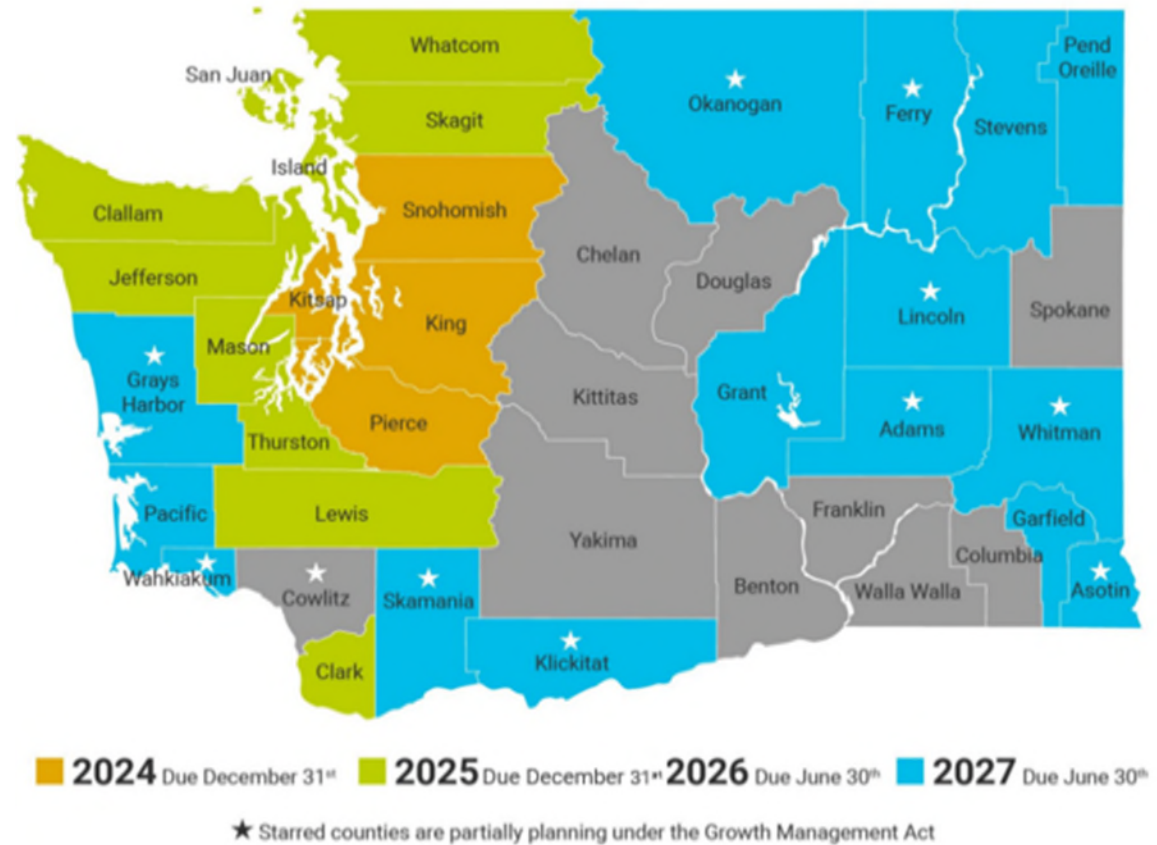 Whatcom
Pend
Oreille
San Juan
Okanogan
Ferry
Stevens
Skagit
Island
Clallam
Snohomish
Chelan
Jefferson
Douglas
Kitsap
King
Lincoln
Spokane
Mason
Grays
Harbor
Kittitas
Grant
Pierce
Adams
Whitman
Thurston
Pacific
Lewis
Yakima
Franklin
Garfield
Columbia
Wahkiakum
Cowlitz
Skamania
Benton
Walla Walla
Asotin
Clark
Klickitat
2024 Due December 31st 2025 Due December 31st 2026 Due June 30th 2027 Due June 30th
★ Starred counties are partially planning under the Growth Management Act